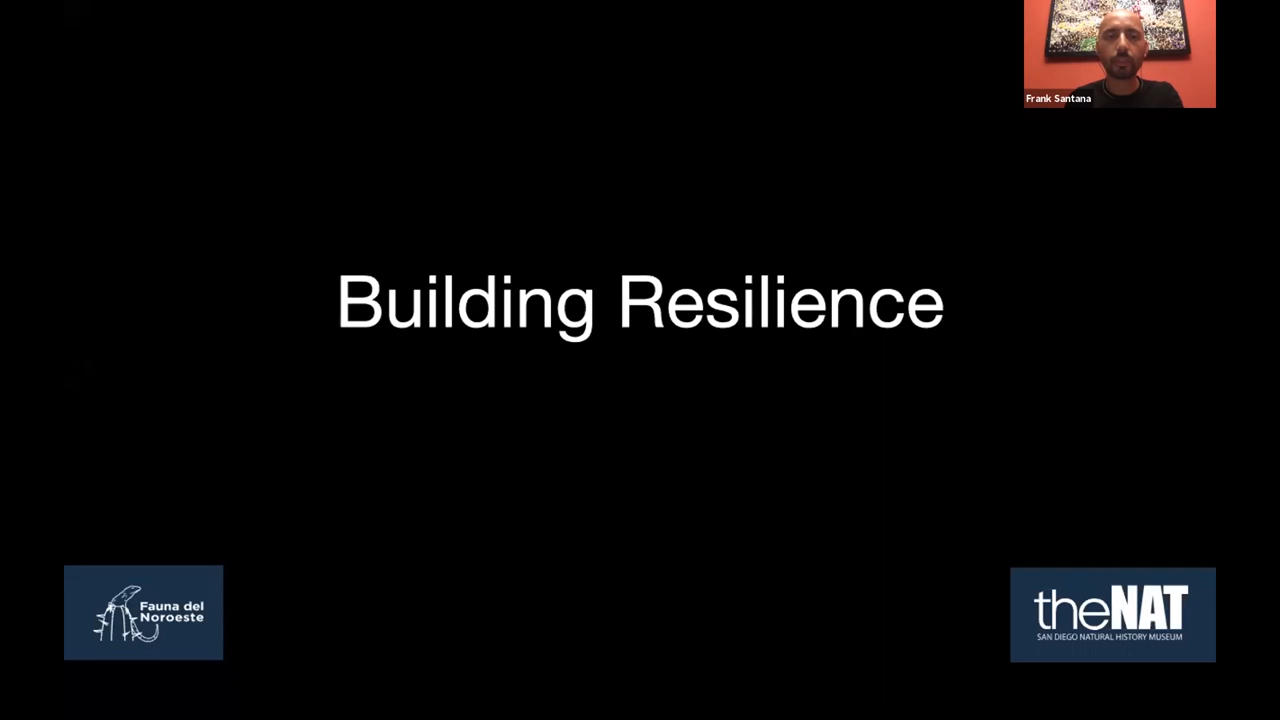 Frank Santana
Building Resilience
Fauna del
Noroeste
theNAT
SAN DIEGO NATURAL HISTORY MUSEUM